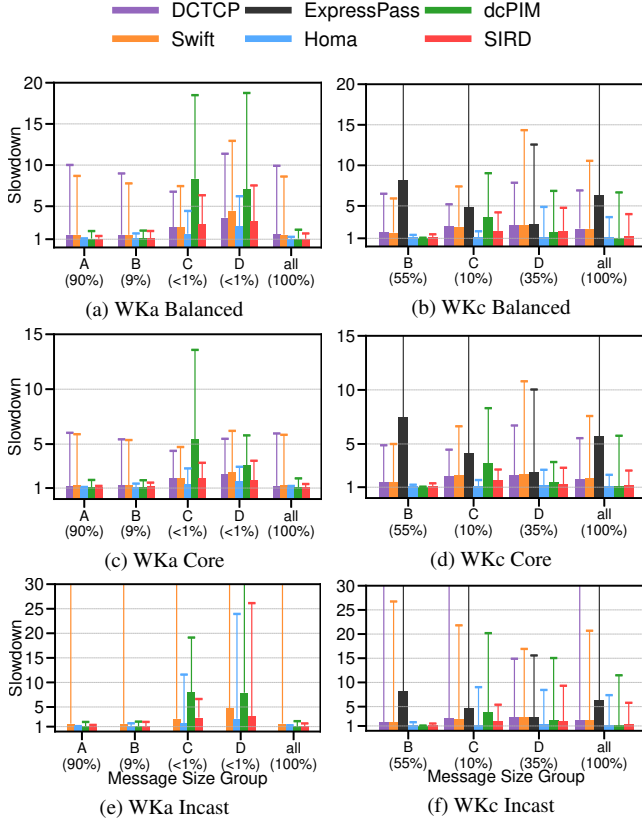 DCTCP ExpressPass dcPIM
Swift Homa SIRD
20
15
10
5
1
Slowdown
A B C D all
(90%) (9%) (<1%) (<1%) (100%)
(a) WKa Balanced
20
15
10
5
1
Slowdown
B C D all
(55%) (10%) (35%) (100%)
(b) WKc Balanced
15
10
5
1
Slowdown
A B C D all
(90%) (9%) (<1%) (<1%) (100%)
(c) WKa Core
15
10
5
1
Slowdown
B C D all
(55%) (10%) (35%) (100%)
(d) WKc Core
30
25
20
15
10
5
1
Slowdown
A B C D all
(90%) (9%) (<1%) (<1%) (100%)
Message Size Group
(e) WKa Incast
30
25
20
15
10
5
1
Slowdown
B C D all
(55%) (10%) (35%) (100%)
Message Size Group
(f) WKc Incast